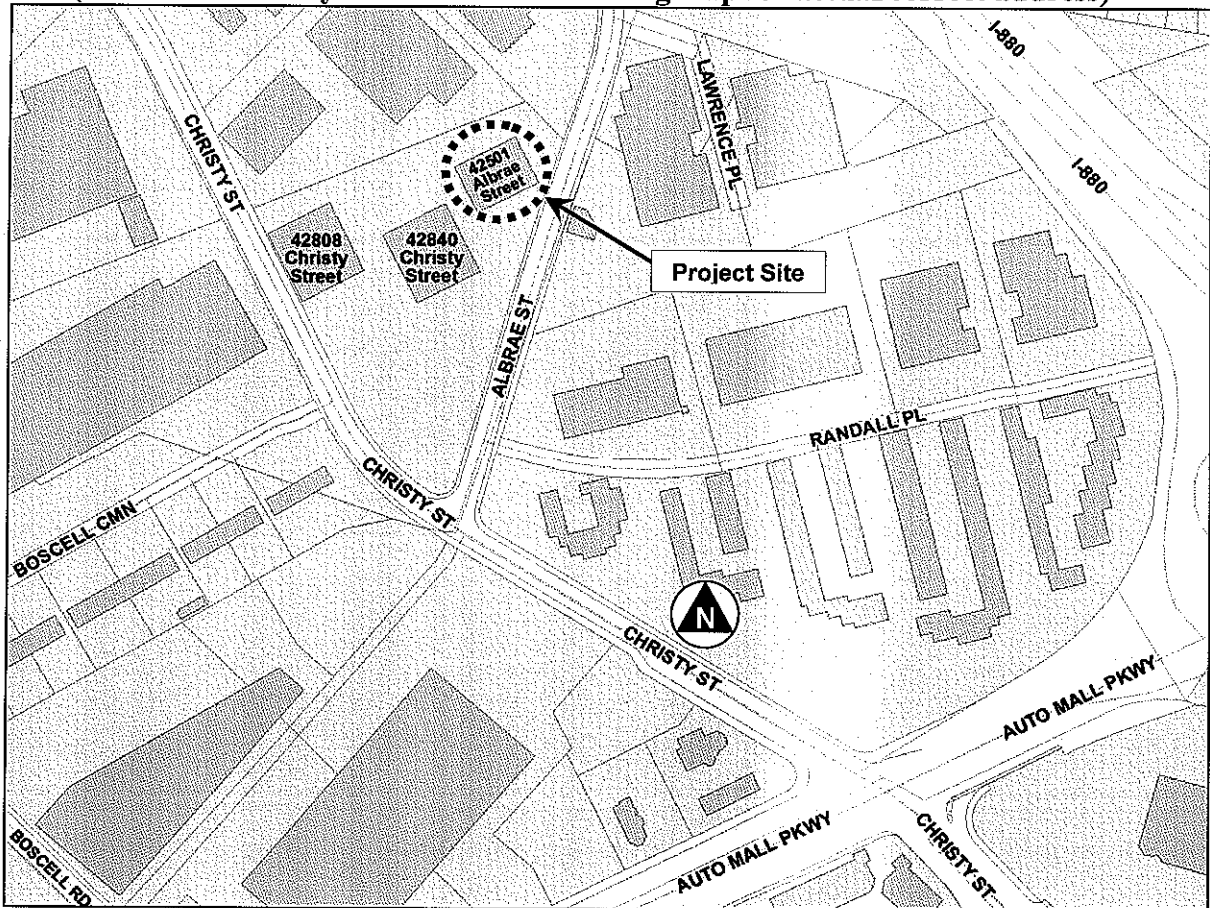 I-880
LAWRENCE PL
CHRISTY ST
42501
Albrae
Street
I-880
42808
Christy
Street
42840
Christy
Street
Project Site
ALBRAE ST
RANDALL PL
CHRISTY ST
BOSCELL CMN
N
CHRISTY ST
AUTO MALL PKWY
AUTO MALL PKWY
CHRISTY ST
BOSCELL RD